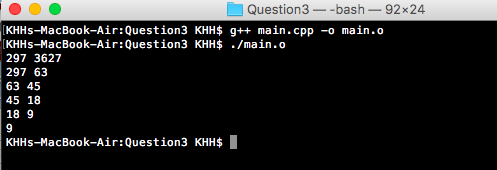 Question3 — -bash — 92×24
[KHHs-MacBook-Air:Question3 KHH$ g++ main.cpp -o main.o
[KHHs-MacBook-Air:Question3 KHH$ ./main.o
297 3627
297 63
63 45
45 18
18 9
9
KHHs-MacBook-Air:Question3 KHH$